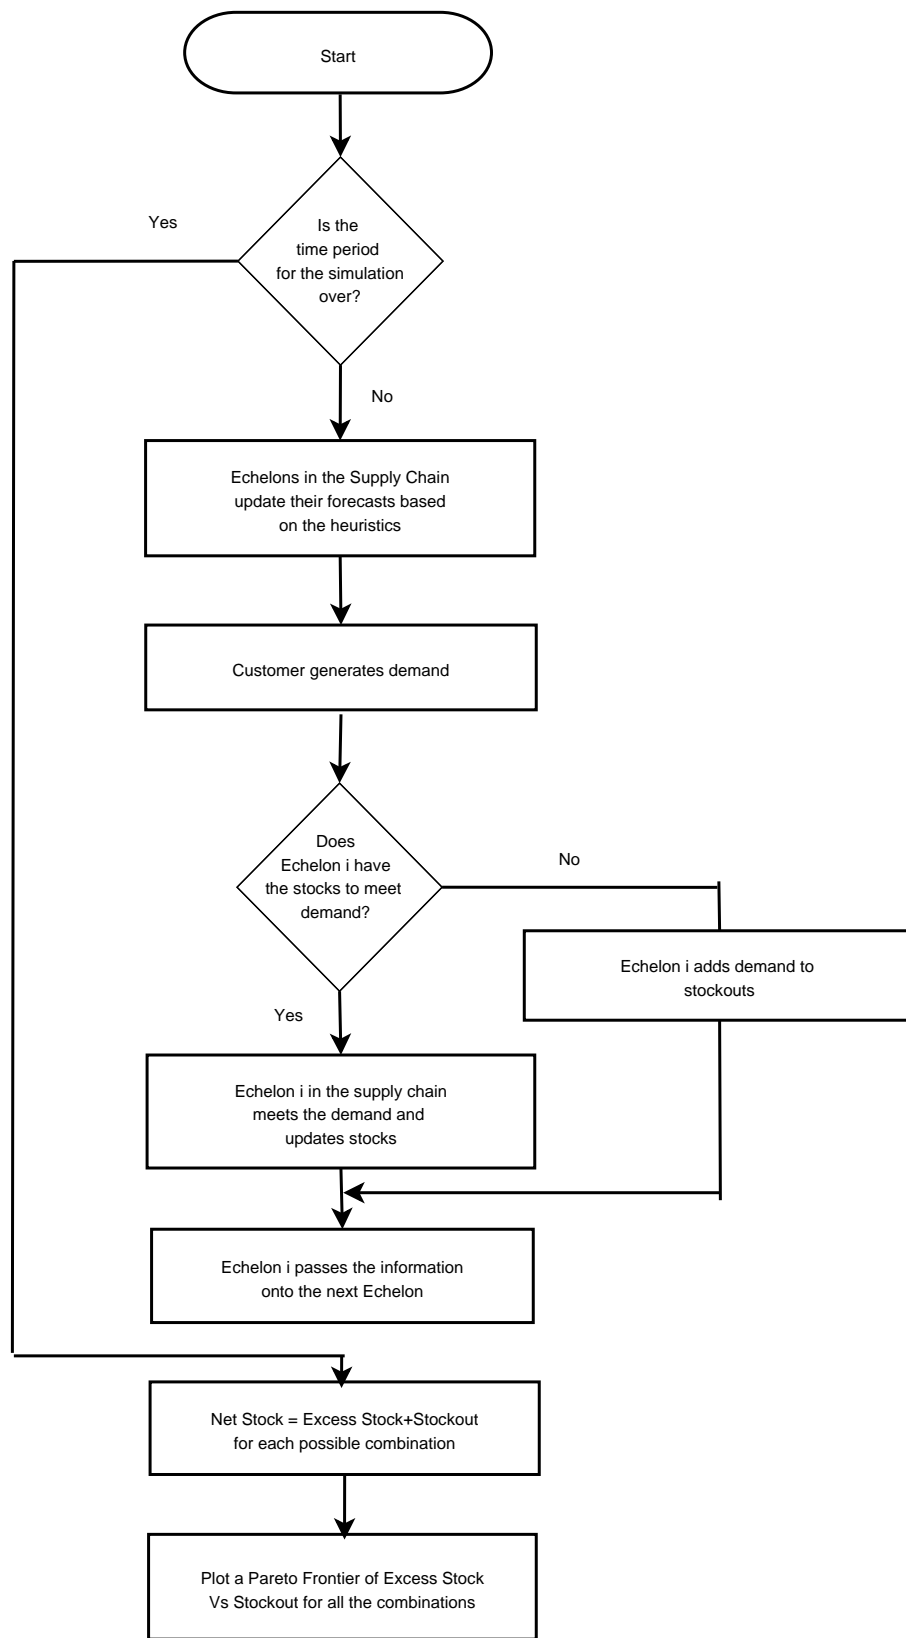 Start
Yes
Is the
time period
for the simulation
over?
No
Echelons in the Supply Chain
update their forecasts based
on the heuristics
Customer generates demand
Does
Echelon i have
the stocks to meet
demand?
No
Echelon i adds demand to
stockouts
Yes
Echelon i in the supply chain
meets the demand and
updates stocks
Echelon i passes the information
onto the next Echelon
Net Stock = Excess Stock+Stockout
for each possible combination
Plot a Pareto Frontier of Excess Stock
Vs Stockout for all the combinations